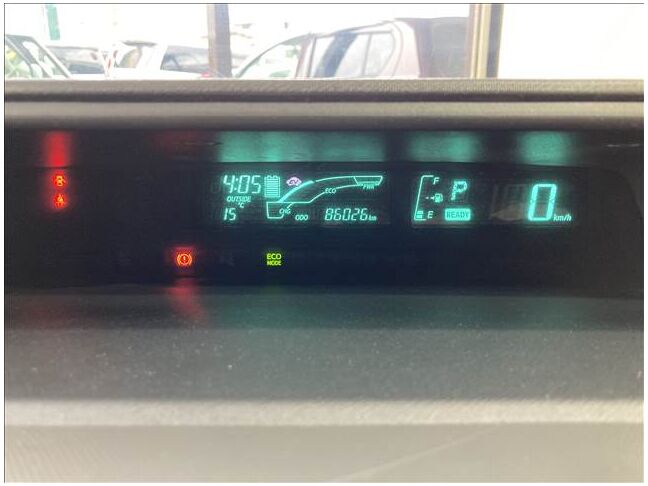 4:05
OUTSIDE
°C
15
ECO
PWR
CHG
ODO 86026 km
F
E
P
READY
0 km/h
ECO
MODE